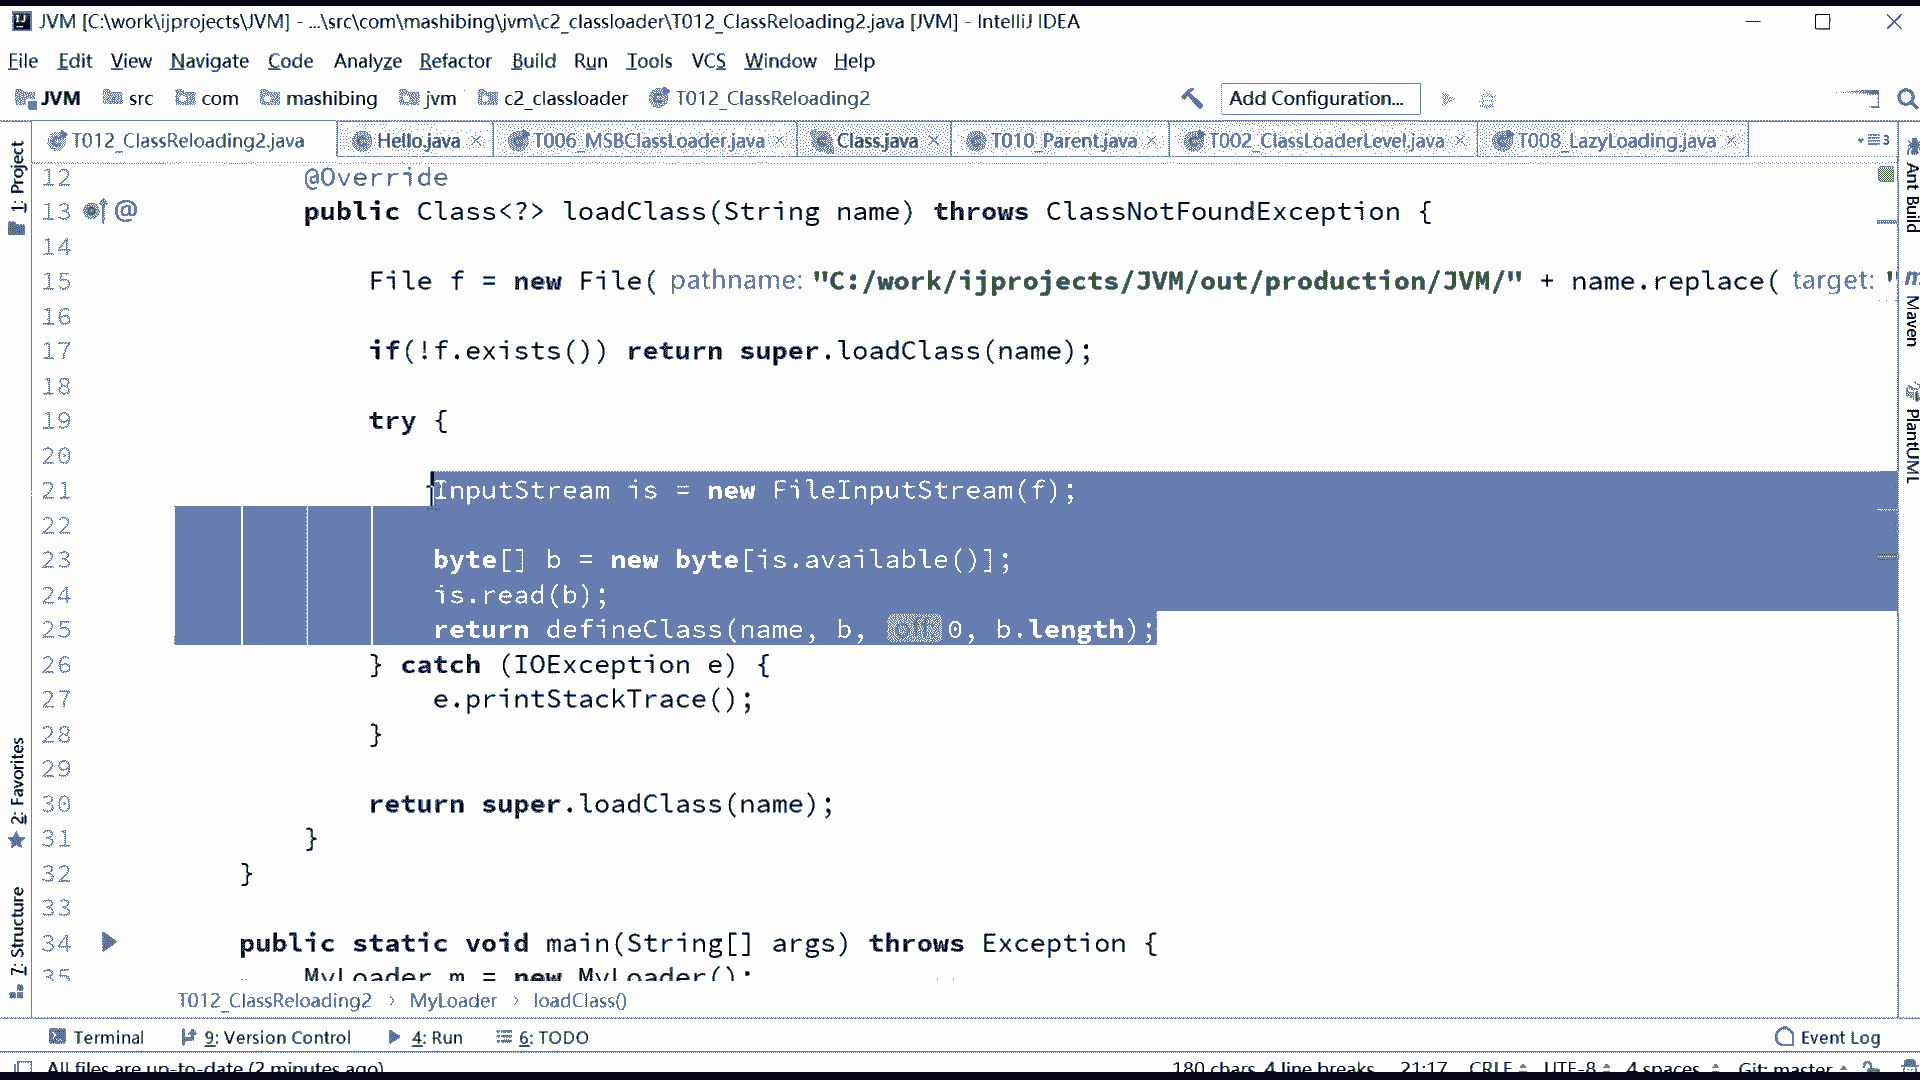 JVM [C:\work\ijprojects\JVM] - ...\src\com\mashibing\jvm\c2_classloader\T012_ClassReloading2.java [JVM] - IntelliJ IDEA
File Edit View Navigate Code Analyze Refactor Build Run Tools VCS Window Help
JVM src com mashibing jvm c2_classloader T012_ClassReloading2 Add Configuration...
T012_ClassReloading2.java Hello.java T006_MSBClassLoader.java Class.java T010_Parent.java T002_ClassLoaderLevel.java T008_LazyLoading.java 3
12 @Override
13 @ public Class<?> loadClass(String name) throws ClassNotFoundException {
14
15 File f = new File( pathname: "C:/work/ijprojects/JVM/out/production/JVM/" + name.replace( target: "
16
17 if(!f.exists()) return super.loadClass(name);
18
19 try {
20
21 InputStream is = new FileInputStream(f);
22
23 byte[] b = new byte[is.available()];
24 is.read(b);
25 return defineClass(name, b, off: 0, b.length);
26 } catch (IOException e) {
27 e.printStackTrace();
28 }
29
30 return super.loadClass(name);
31 }
32 }
33
34 public static void main(String[] args) throws Exception {
35 MyLoader m = new MyLoader();
T012_ClassReloading2 › MyLoader › loadClass()
Terminal 9: Version Control 4: Run 6: TODO Event Log
All files are up-to-date (2 minutes ago) 180 chars, 4 line breaks 21:17 CRLF UTF-8 4 spaces Git: master
1: Project
2: Favorites
7: Structure
Ant Build
Maven
PlantUML